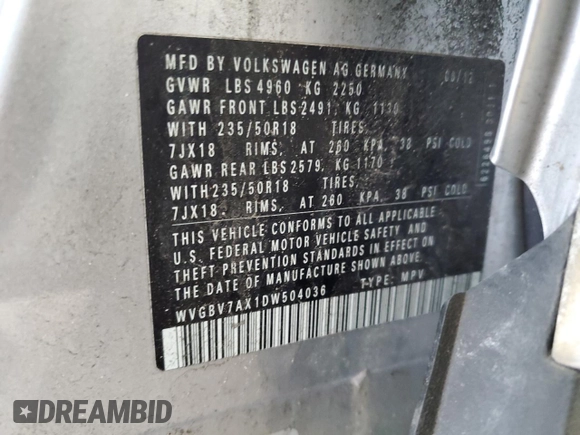 MFD BY VOLKSWAGEN AG GERMANY
GVWR LBS 4960 KG 2250
GAWR FRONT LBS 2491, KG 1130
WITH 235/50R18 TIRES,
7JX18 RIMS, AT 260 KPA, 38 PSI COLD
GAWR REAR LBS 2579, KG 1170
WITH 235/50R18 TIRES,
7JX18, RIMS, AT 260 KPA, 38 PSI COLD
THIS VEHICLE CONFORMS TO ALL APPLICABLE
U.S. FEDERAL MOTOR VEHICLE SAFETY AND
THEFT PREVENTION STANDARDS IN EFFECT ON
THE DATE OF MANUFACTURE SHOWN ABOVE.
WVGBV7AX1DW504036 TYPE: MPV
DREAMBID